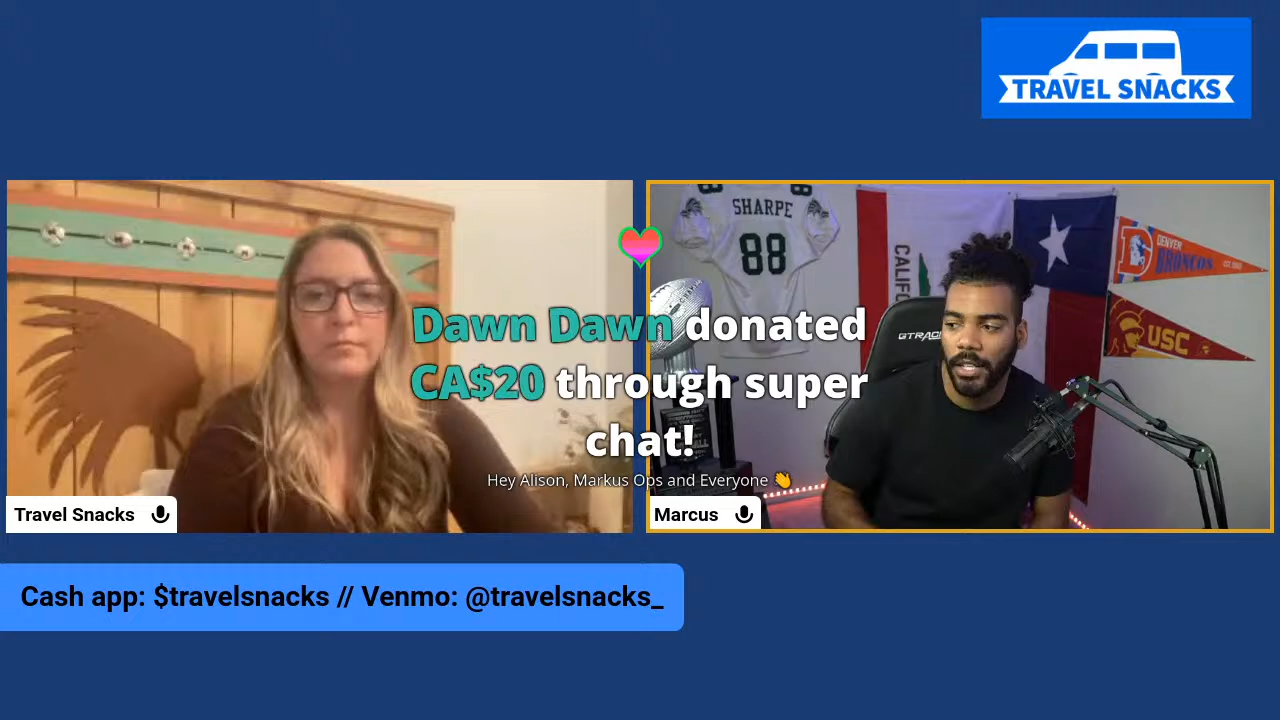 TRAVEL SNACKS
SHARPE
88
DENVER
BRONCOS
USC
Dawn Dawn donated
CA$20 through super
chat!
Hey Alison, Markus Ops and Everyone 👋
Travel Snacks
Marcus
Cash app: $travelsnacks // Venmo: @travelsnacks_